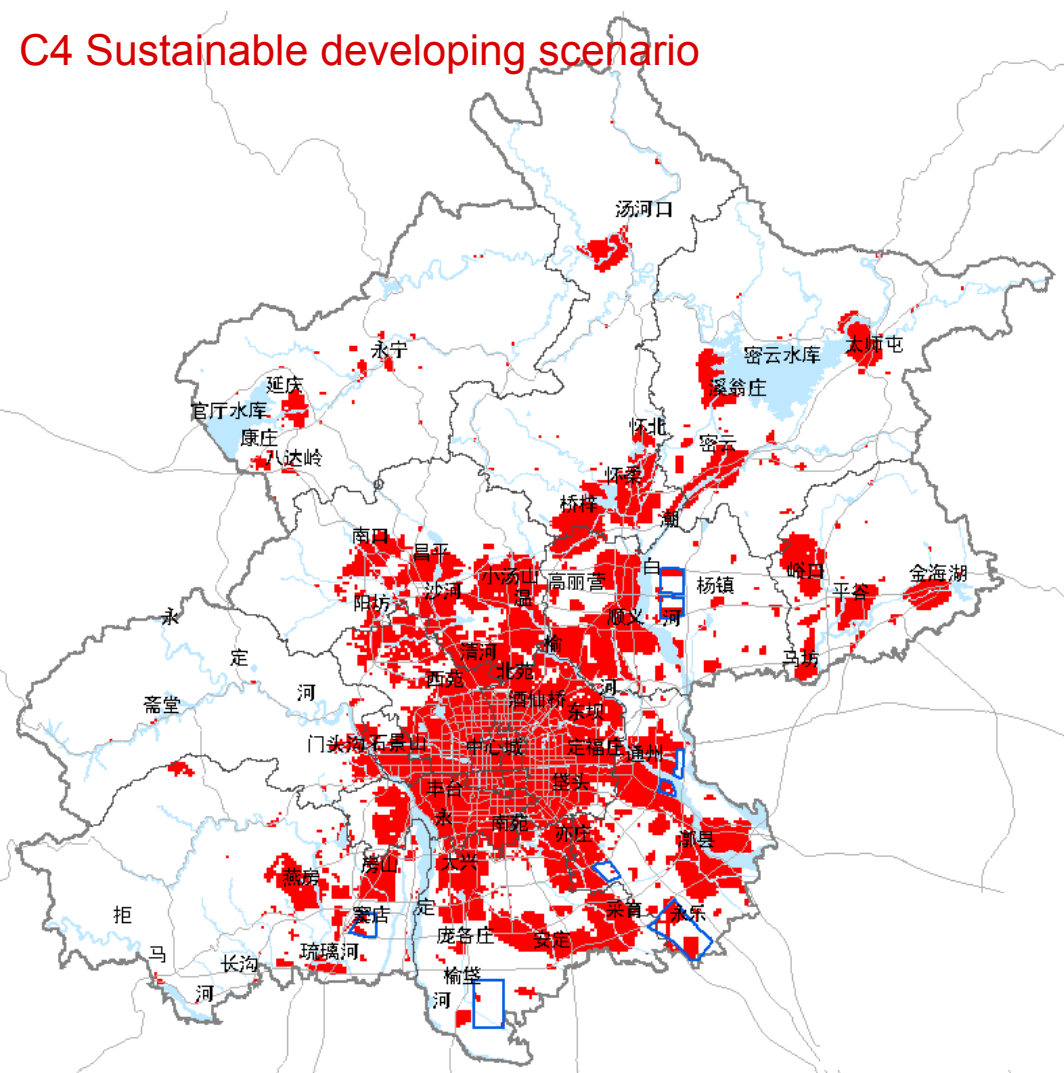 C4 Sustainable developing scenario
汤河口
密云水库
太师屯
永宁
溪翁庄
延庆
官厅水库
康庄
八达岭
怀北
密云
怀柔
桥梓
潮
南口
昌平
小汤山
高丽营
白
杨镇
峪口
金海湖
平谷
沙河
阳坊
温
顺义
河
永
定
河
清河
榆
北苑
西苑
河
马坊
斋堂
酒仙桥
东坝
门头沟
石景山
中心城
定福庄
通州
丰台
垡头
永
南苑
亦庄
漷县
大兴
房山
燕房
窦店
定
采育
永乐
拒
庞各庄
安定
马
琉璃河
长沟
榆垡
河
河